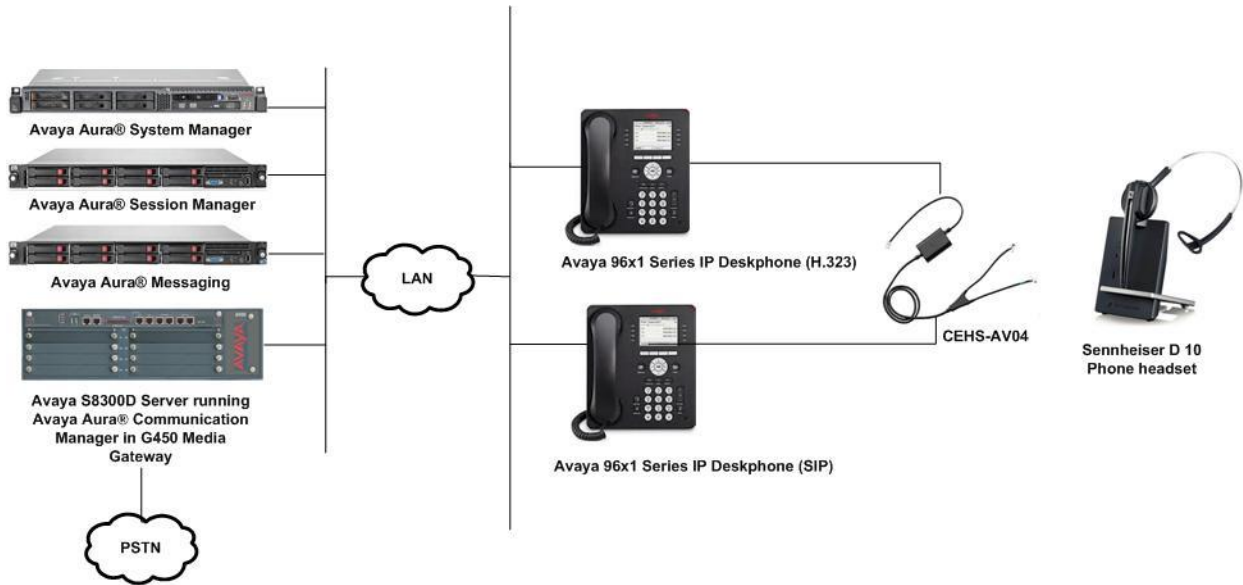 Avaya Aura® System Manager
Avaya Aura® Session Manager
Avaya Aura® Messaging
AVAYA
Avaya S8300D Server running
Avaya Aura® Communication
Manager in G450 Media
Gateway
PSTN
LAN
Avaya 96x1 Series IP Deskphone (H.323)
Avaya 96x1 Series IP Deskphone (SIP)
CEHS-AV04
Sennheiser D 10
Phone headset